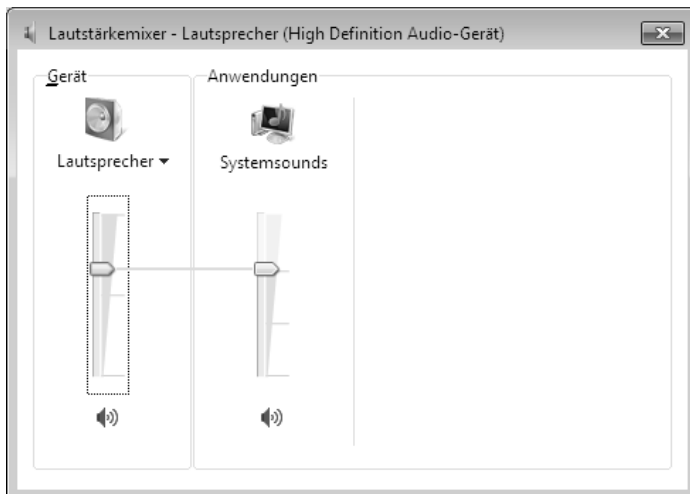 Lautstärkemixer - Lautsprecher (High Definition Audio-Gerät)
Gerät
Anwendungen
Lautsprecher
Systemsounds